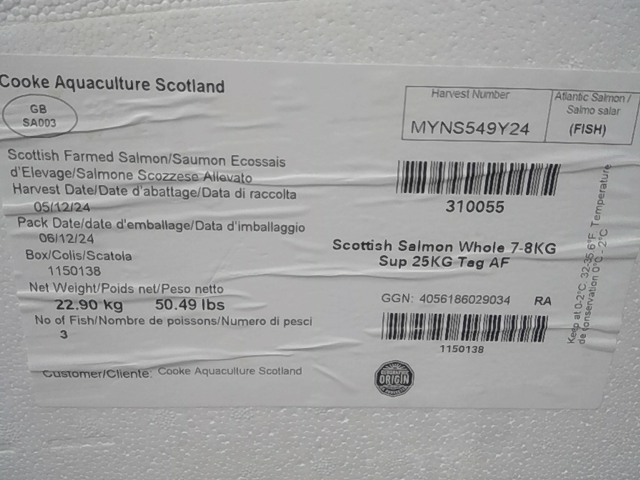 Cooke Aquaculture Scotland
GB
SA003
Harvest Number
MYNS549Y24
Atlantic Salmon /
Salmo salar
(FISH)
Scottish Farmed Salmon/Saumon Ecossais
d'Elevage/Salmone Scozzese Allevato
Harvest Date/Date d'abattage/Data di raccolta
05/12/24
Pack Date/date d'emballage/Data d'imballaggio
06/12/24
Box/Colis/Scatola
1150138
Net Weight/Poids net/Peso netto
22.90 kg 50.49 lbs
No of Fish/Nombre de poissons/Numero di pesci
3
Customer/Cliente: Cooke Aquaculture Scotland
310055
Scottish Salmon Whole 7-8KG
Sup 25KG Tag AF
GGN: 4056186029034 RA
1150138
ORIGIN
Keep at 0-2°C, 32-35.6°F, Temperature
de conservation 0°C - 2°C